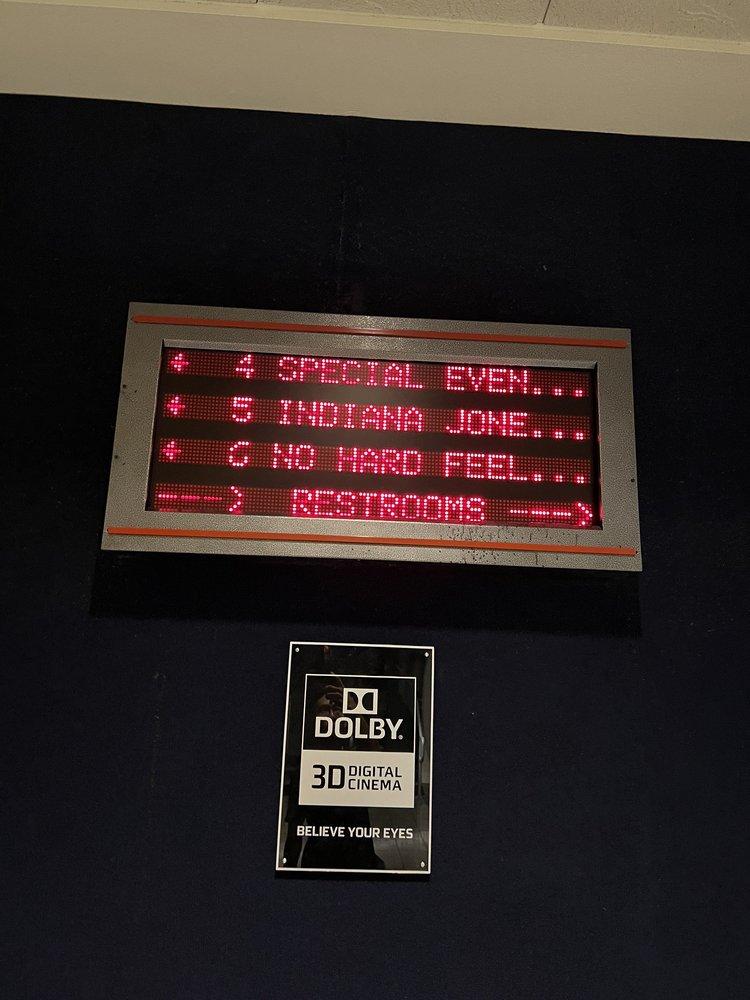 ← 4 SPECIAL EVEN...
← 5 INDIANA JONE...
← 6 NO HARD FEEL...
---> RESTROOMS --->
DOLBY®
3D DIGITAL
CINEMA
BELIEVE YOUR EYES